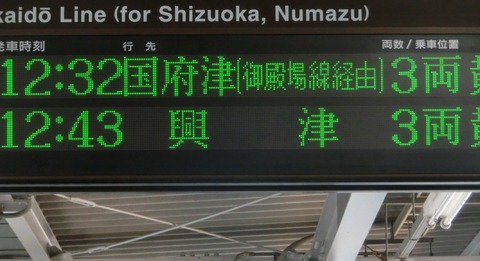 kaidō Line (for Shizuoka, Numazu)
発車時刻 行先 両数/乗車位置
12:32 国府津(御殿場線経由) 3両
12:43 興津 3両